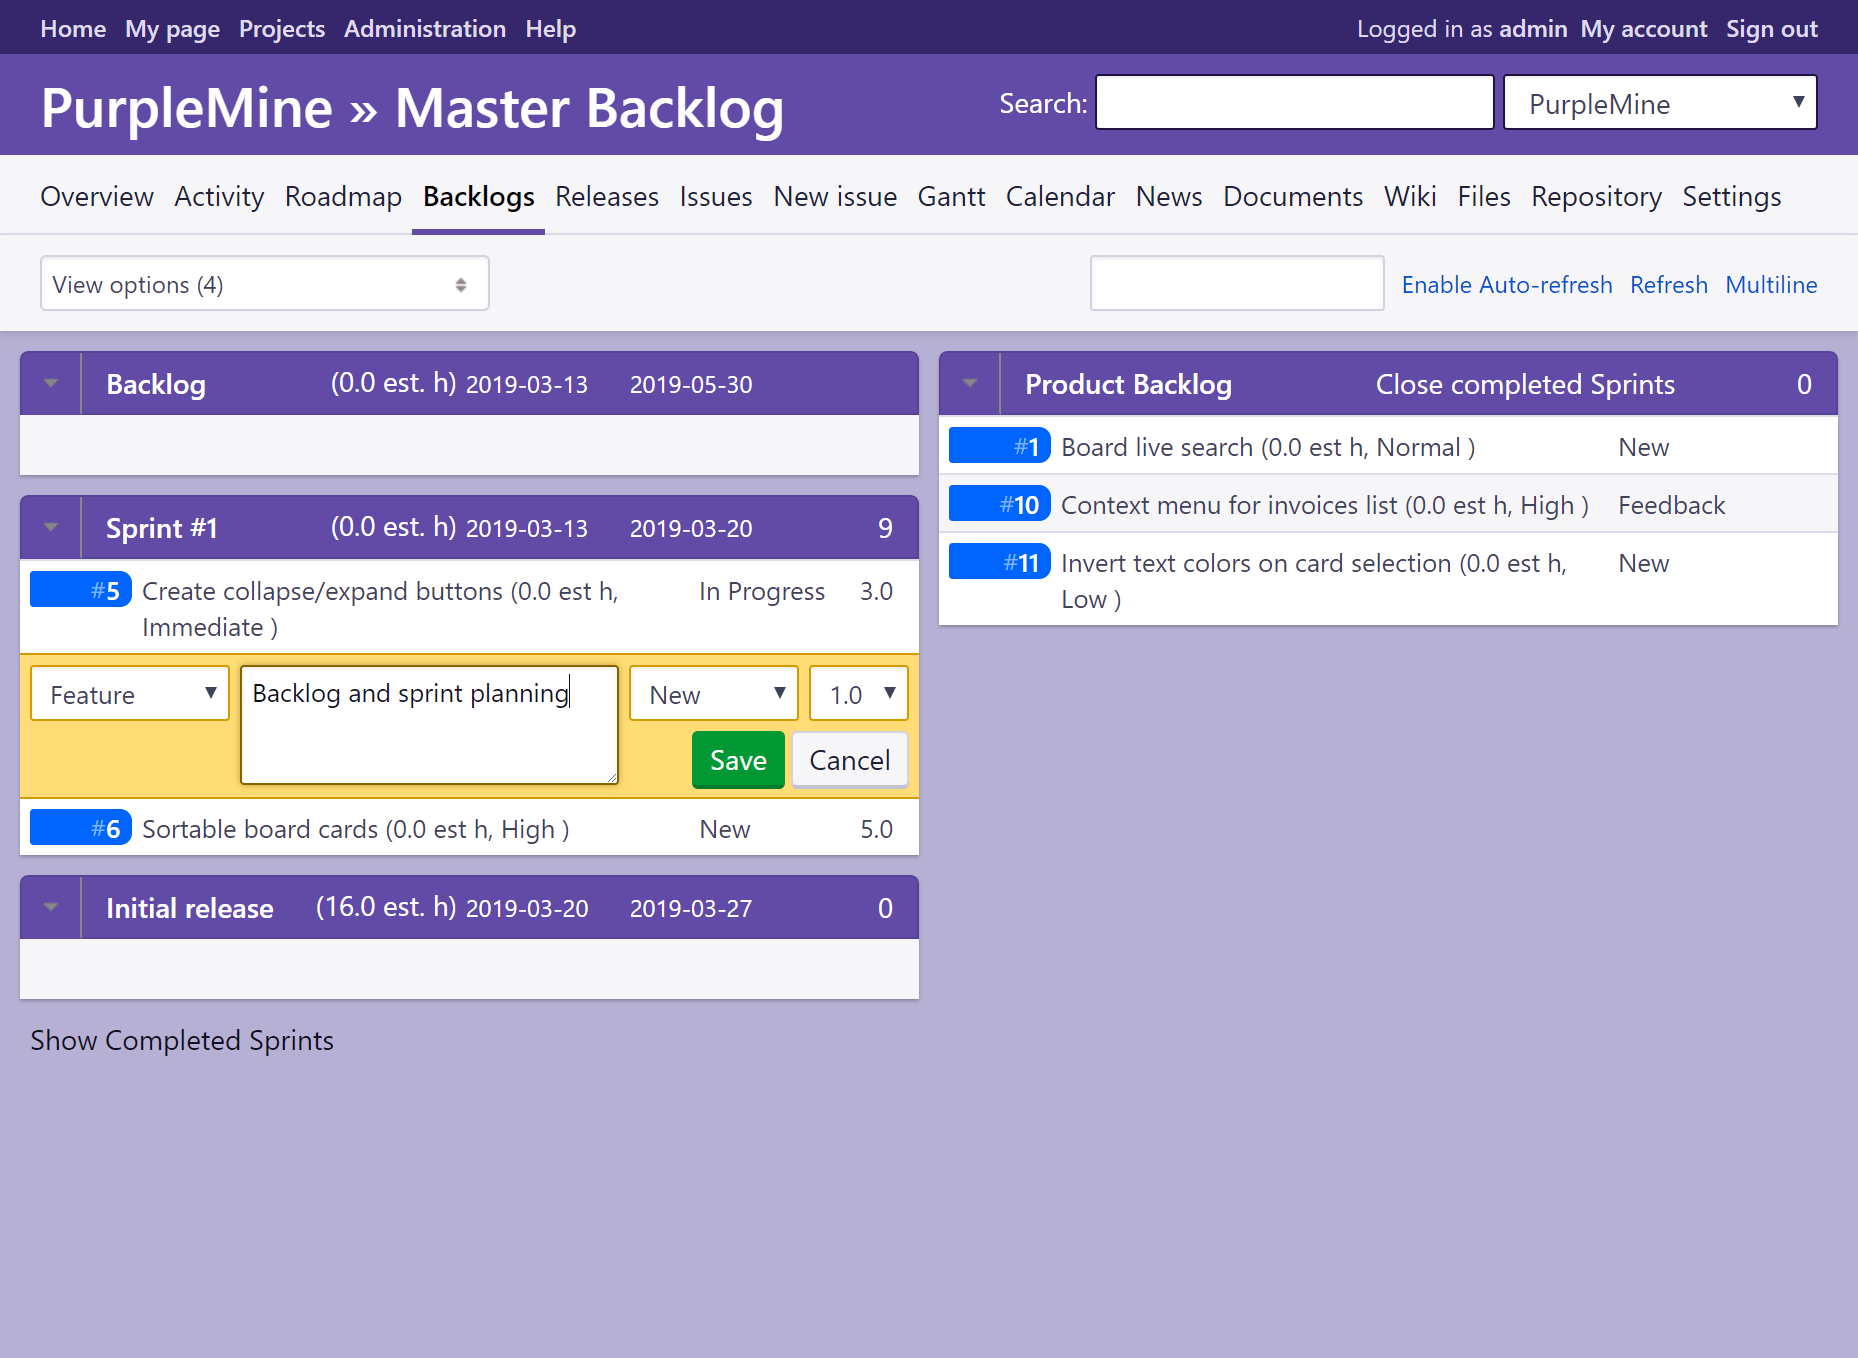 Home My page Projects Administration Help Logged in as admin My account Sign out
PurpleMine » Master Backlog Search: PurpleMine
Overview Activity Roadmap Backlogs Releases Issues New issue Gantt Calendar News Documents Wiki Files Repository Settings
View options (4) Enable Auto-refresh Refresh Multiline
Backlog (0.0 est. h) 2019-03-13 2019-05-30
Sprint #1 (0.0 est. h) 2019-03-13 2019-03-20 9
#5 Create collapse/expand buttons (0.0 est h, In Progress 3.0
Immediate )
Feature Backlog and sprint planning New 1.0
Save Cancel
#6 Sortable board cards (0.0 est h, High ) New 5.0
Initial release (16.0 est. h) 2019-03-20 2019-03-27 0
Show Completed Sprints
Product Backlog Close completed Sprints 0
#1 Board live search (0.0 est h, Normal ) New
#10 Context menu for invoices list (0.0 est h, High ) Feedback
#11 Invert text colors on card selection (0.0 est h, New
Low )